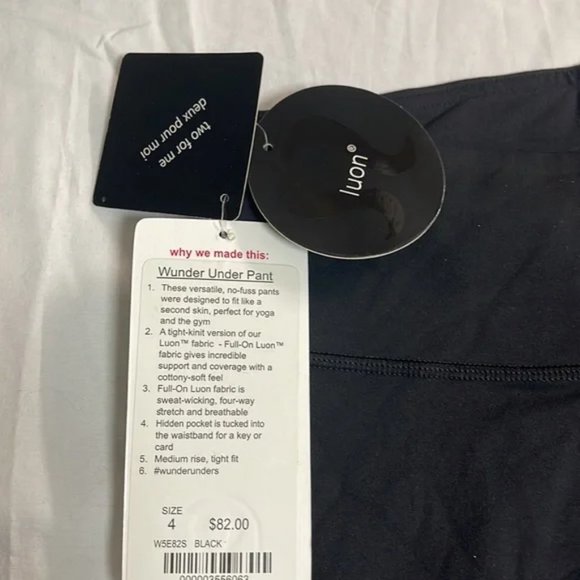 two for me
deux pour moi
luon®
why we made this:
Wunder Under Pant
1. These versatile, no-fuss pants
were designed to fit like a
second skin, perfect for yoga
and the gym
2. A tight-kinit version of our
Luon™ fabric - Full-On Luon™
fabric gives incredible
support and coverage with a
cottony-soft feel
3. Full-On Luon fabric is
sweat-wicking, four-way
stretch and breathable
4. Hidden pocket is tucked into
the waistband for a key or
card
5. Medium rise, tight fit
6. #wunderunders
SIZE
4 $82.00
W5E82S BLACK